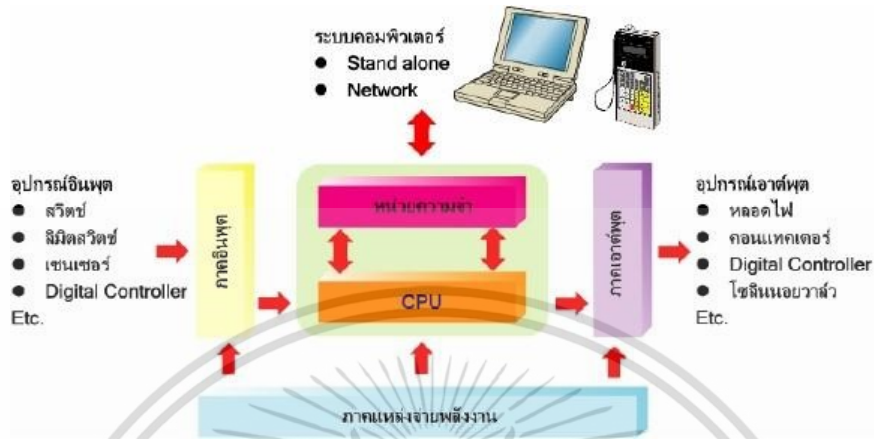 ระบบคอมพิวเตอร์
● Stand alone
● Network
อุปกรณ์อินพุต
● สวิตช์
● ลิมิตสวิตช์
● เซนเซอร์
● Digital Controller
Etc.
ภาคอินพุต
หน่วยความจำ
CPU
ภาคเอาต์พุต
อุปกรณ์เอาต์พุต
● หลอดไฟ
● คอนแทคเตอร์
● Digital Controller
● โซลินนอยวาล์ว
Etc.
ภาคแหล่งจ่ายพลังงาน